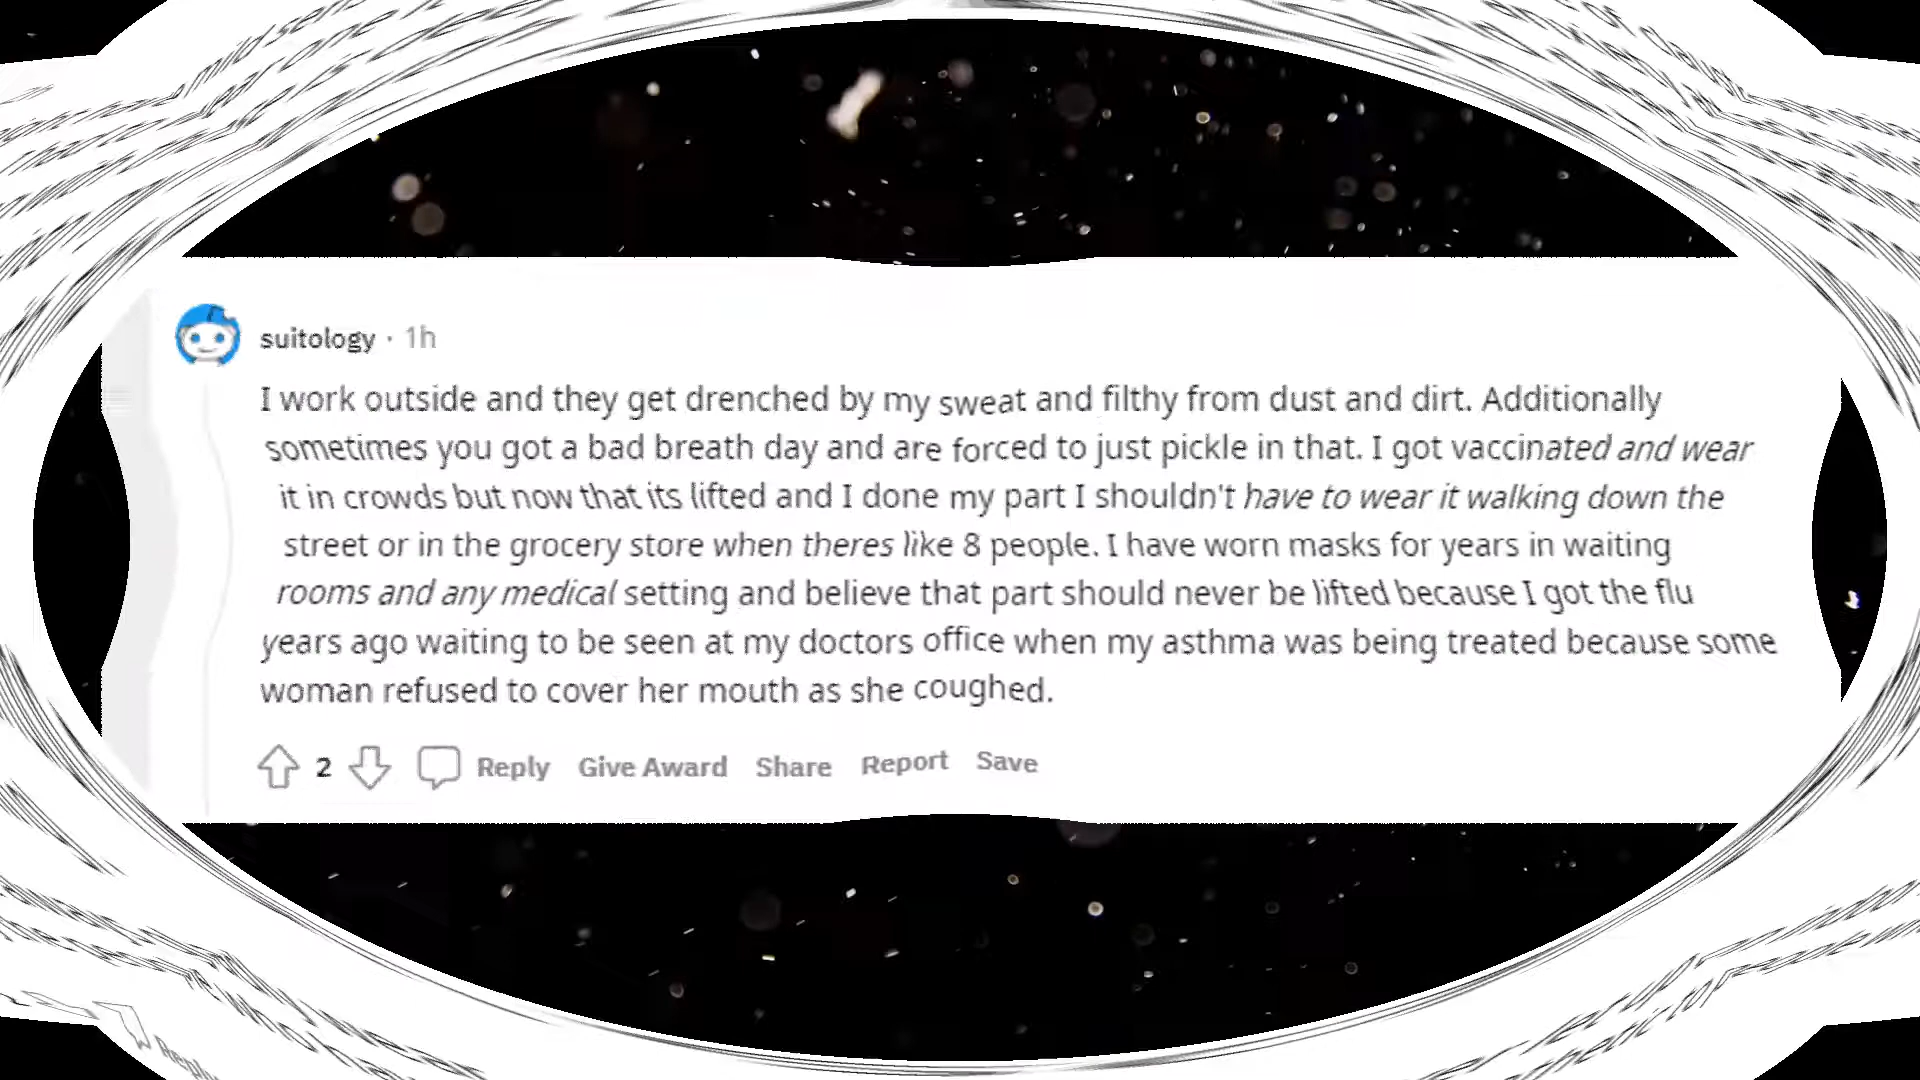 suitology · 1h
I work outside and they get drenched by my sweat and filthy from dust and dirt. Additionally
sometimes you got a bad breath day and are forced to just pickle in that. I got vaccinated and wear
it in crowds but now that its lifted and I done my part I shouldn't have to wear it walking down the
street or in the grocery store when theres like 8 people. I have worn masks for years in waiting
rooms and any medical setting and believe that part should never be lifted because I got the flu
years ago waiting to be seen at my doctors office when my asthma was being treated because some
woman refused to cover her mouth as she coughed.
2 Reply Give Award Share Report Save